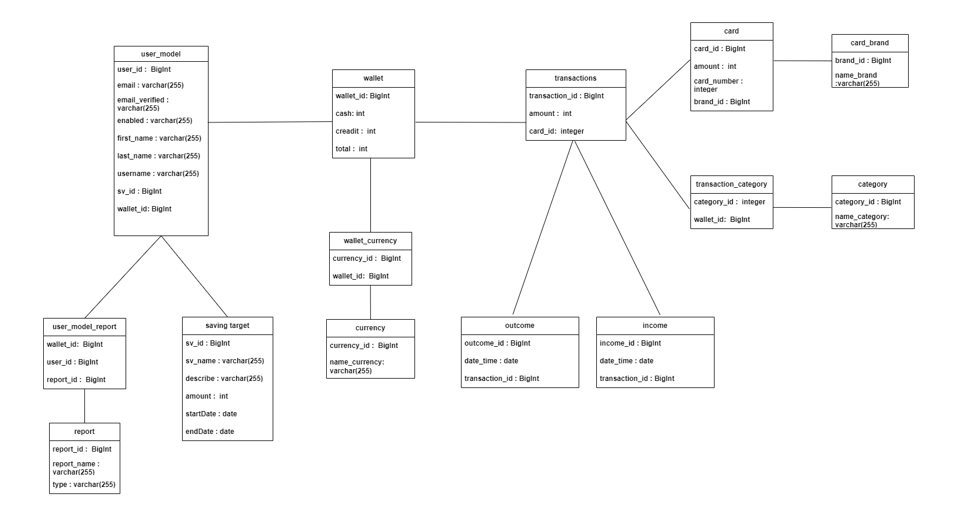 user_model
user_id : BigInt
email : varchar(255)
email_verified :
varchar(255)
enabled : varchar(255)
first_name : varchar(255)
last_name : varchar(255)
username : varchar(255)
sv_id : BigInt
wallet_id: BigInt
wallet
wallet_id: BigInt
cash: int
creadit : int
total : int
transactions
transaction_id : BigInt
amount : int
card_id: integer
card
card_id : BigInt
amount : int
card_number :
integer
brand_id : BigInt
card_brand
brand_id : BigInt
name_brand
:varchar(255)
transaction_category
category_id : integer
wallet_id: BigInt
category
category_id : BigInt
name_category:
varchar(255)
wallet_currency
currency_id : BigInt
wallet_id: BigInt
user_model_report
wallet_id: BigInt
user_id : BigInt
report_id : BigInt
saving target
sv_id : BigInt
sv_name : varchar(255)
describe : varchar(255)
amount : int
startDate : date
endDate : date
currency
currency_id : BigInt
name_currency:
varchar(255)
outcome
outcome_id : BigInt
date_time : date
transaction_id : BigInt
income
income_id : BigInt
date_time : date
transaction_id : BigInt
report
report_id : BigInt
report_name :
varchar(255)
type : varchar(255)